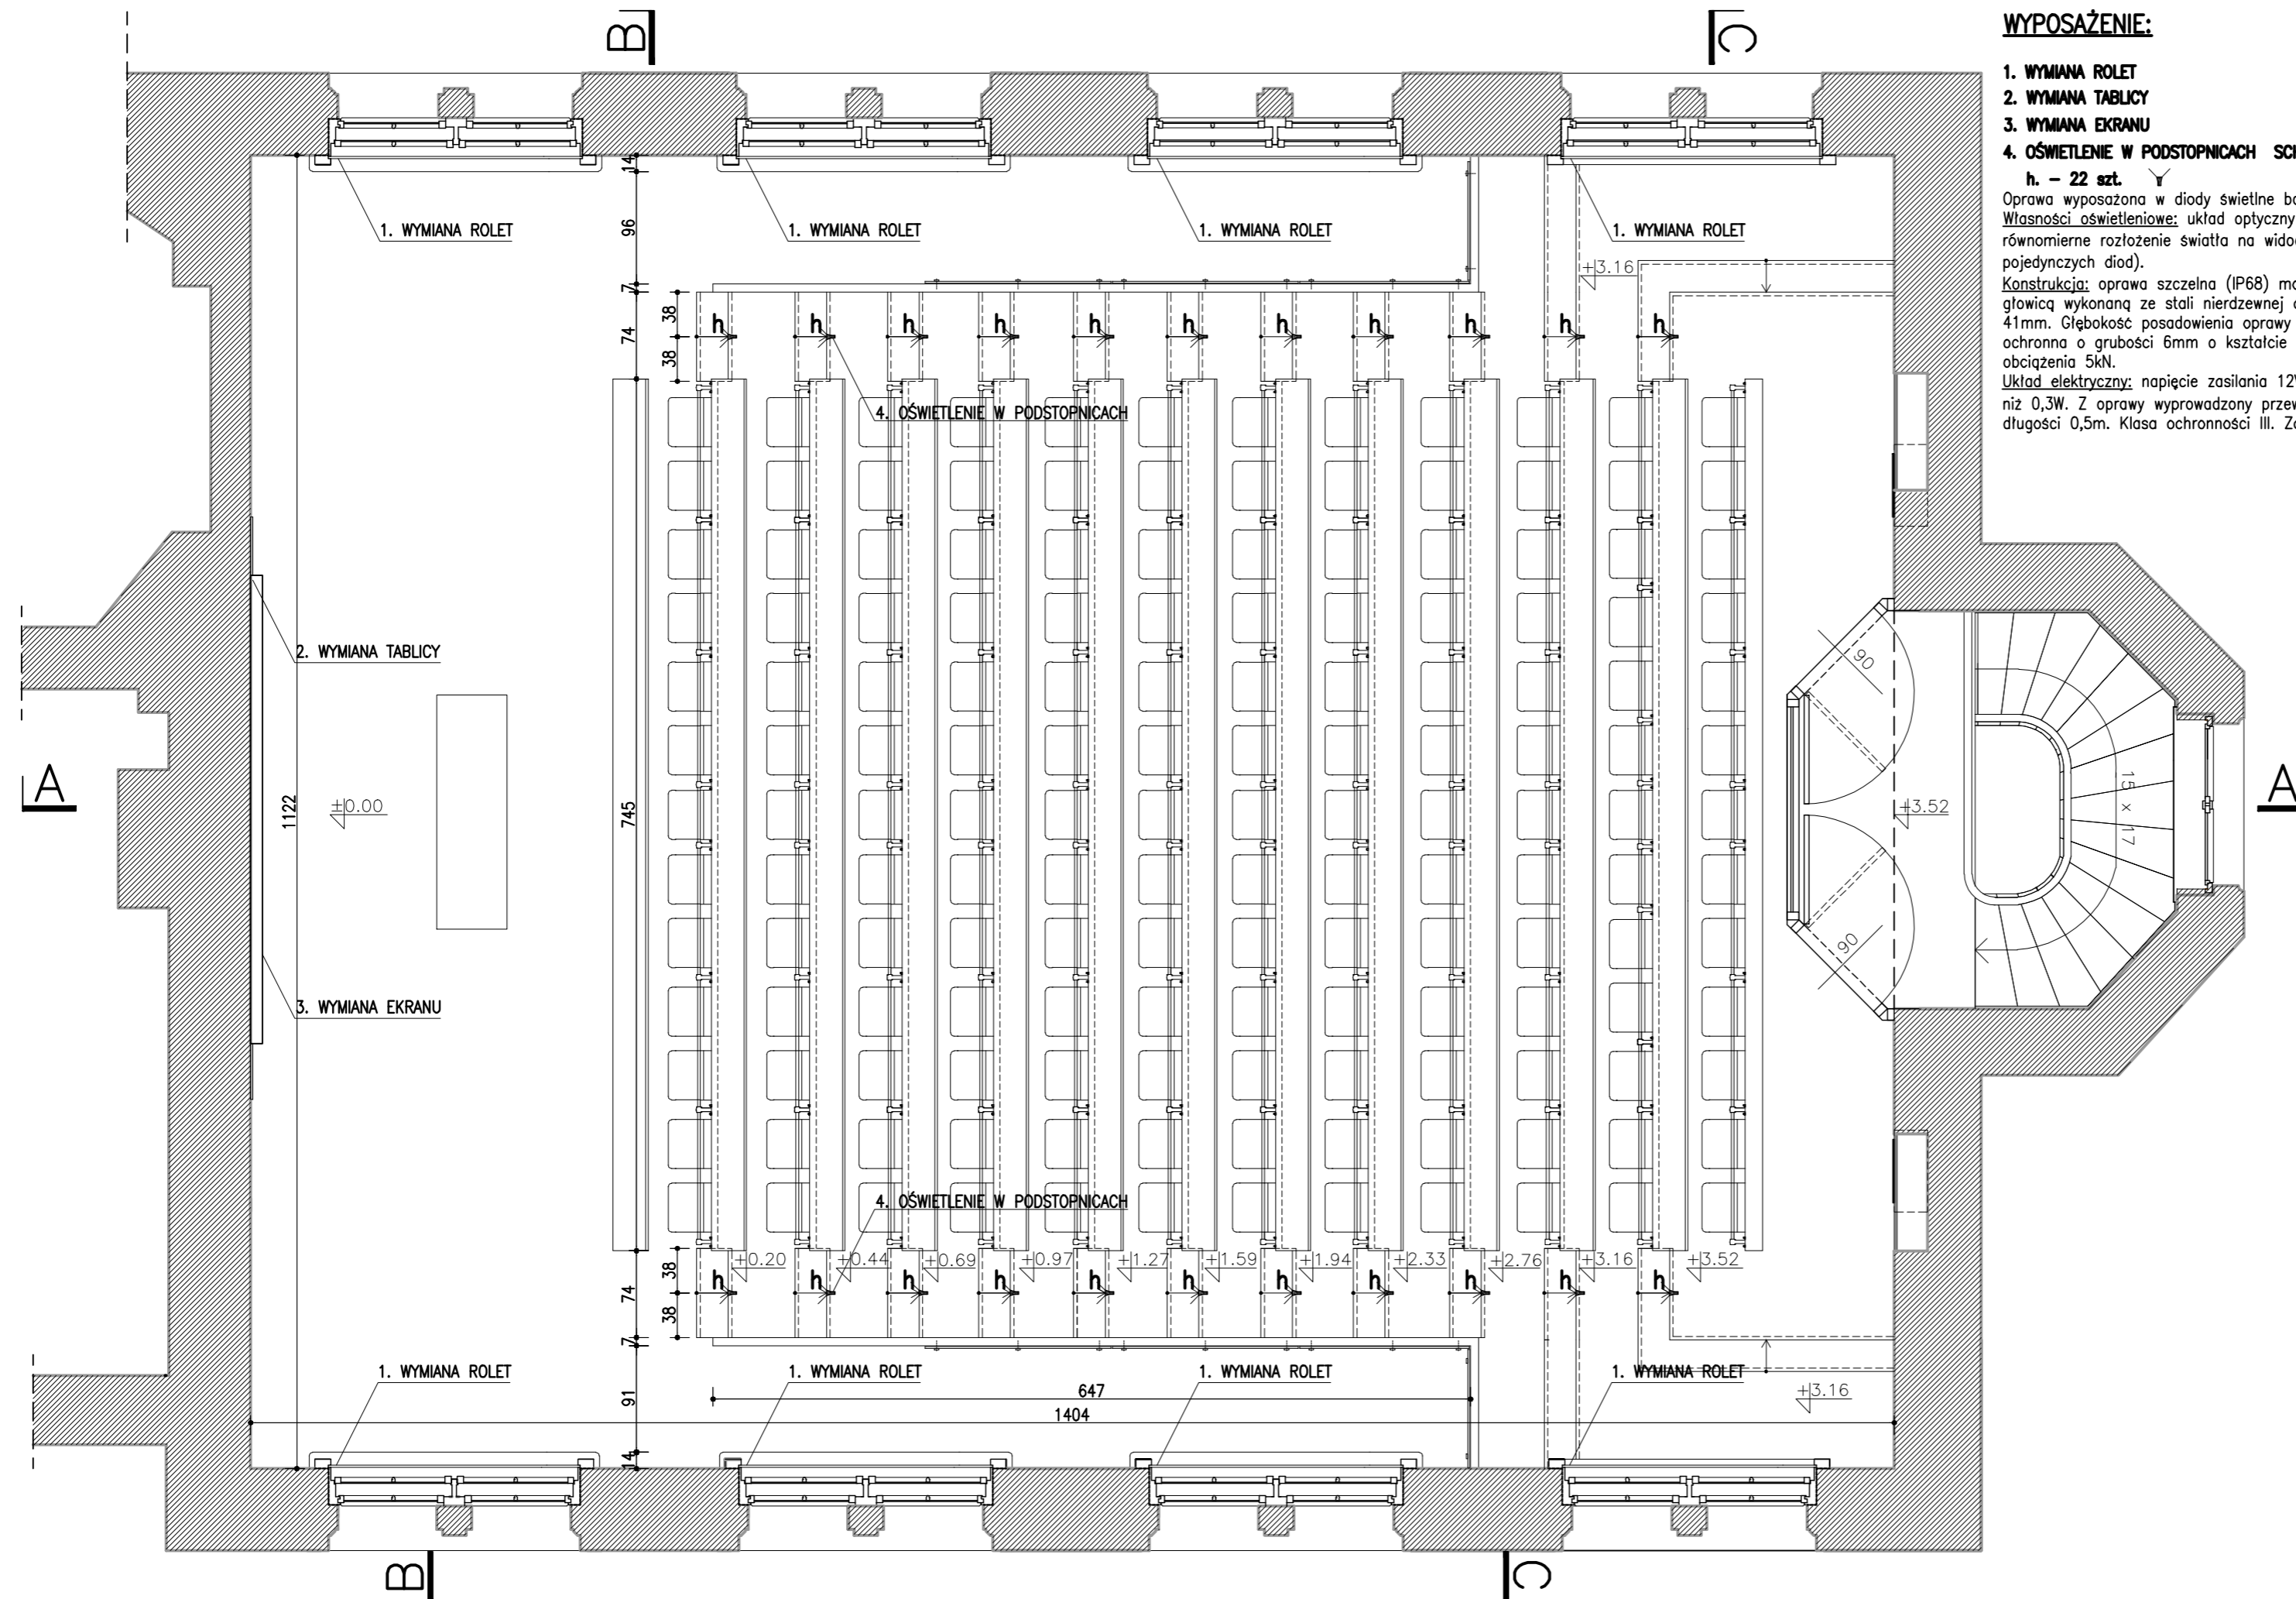 B
C
WYPOSAŻENIE:
1. WYMIANA ROLET
2. WYMIANA TABLICY
3. WYMIANA EKRANU
4. OŚWIETLENIE W PODSTOPNICACH
h. – 22 szt.
Oprawa wyposażona w diody świetlne
Własności oświetleniowe: układ optyczny
równomierne rozłożenie światła na
pojedynczych diod).
Konstrukcja: oprawa szczelna (IP68)
głowicą wykonaną ze stali nierdzewnej
41mm. Głębokość posadowienia oprawy
ochronna o grubości 6mm o kształcie
obciążenia 5kN.
Układ elektryczny: napięcie zasilania
niż 0,3W. Z oprawy wyprowadzony
długości 0,5m. Klasa ochronności III.
14
96
7
74
38
38
1. WYMIANA ROLET
1. WYMIANA ROLET
1. WYMIANA ROLET
1. WYMIANA ROLET
+3.16
h h h h h h h h h h h
4. OŚWIETLENIE W PODSTOPNICACH
2. WYMIANA TABLICY
90
A
1122
±0.00
745
+3.52
15 x 17
A
90
3. WYMIANA EKRANU
4. OŚWIETLENIE W PODSTOPNICACH
+0.20 +0.44 +0.69 +0.97 +1.27 +1.59 +1.94 +2.33 +2.76 +3.16 +3.52
h h h h h h h h h h h
38
38
74
7
91
14
1. WYMIANA ROLET
1. WYMIANA ROLET
1. WYMIANA ROLET
1. WYMIANA ROLET
647
+3.16
1404
B
C